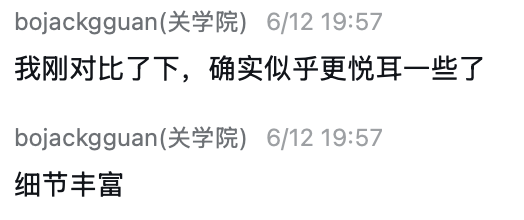 bojackgguan(关学院) 6/12 19:57
我刚对比了下，确实似乎更悦耳一些了
bojackgguan(关学院) 6/12 19:57
细节丰富